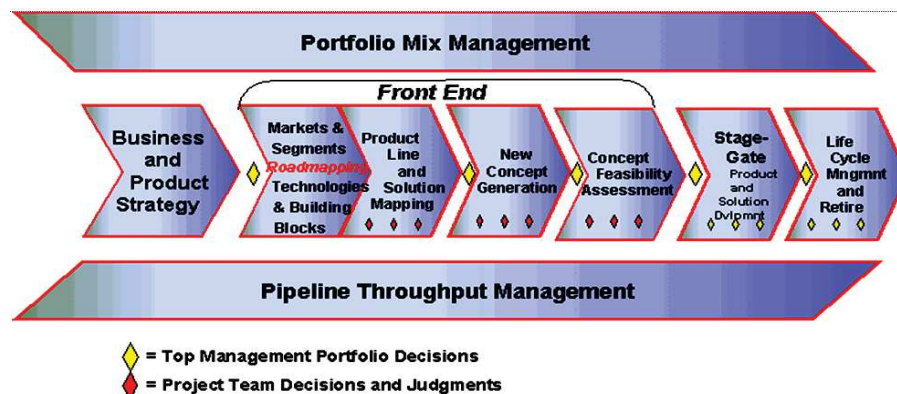 Portfolio Mix Management
Front End
Business
and
Product
Strategy
Markets &
Segments
Roadmapping
Technologies
& Building
Blocks
Product
Line
and
Solution
Mapping
New
Concept
Generation
Concept
Feasibility
Assessment
Stage-
Gate
Product
and
Solution
Dvlpmnt
Life
Cycle
Mngmnt
and
Retire
Pipeline Throughput Management
= Top Management Portfolio Decisions
= Project Team Decisions and Judgments